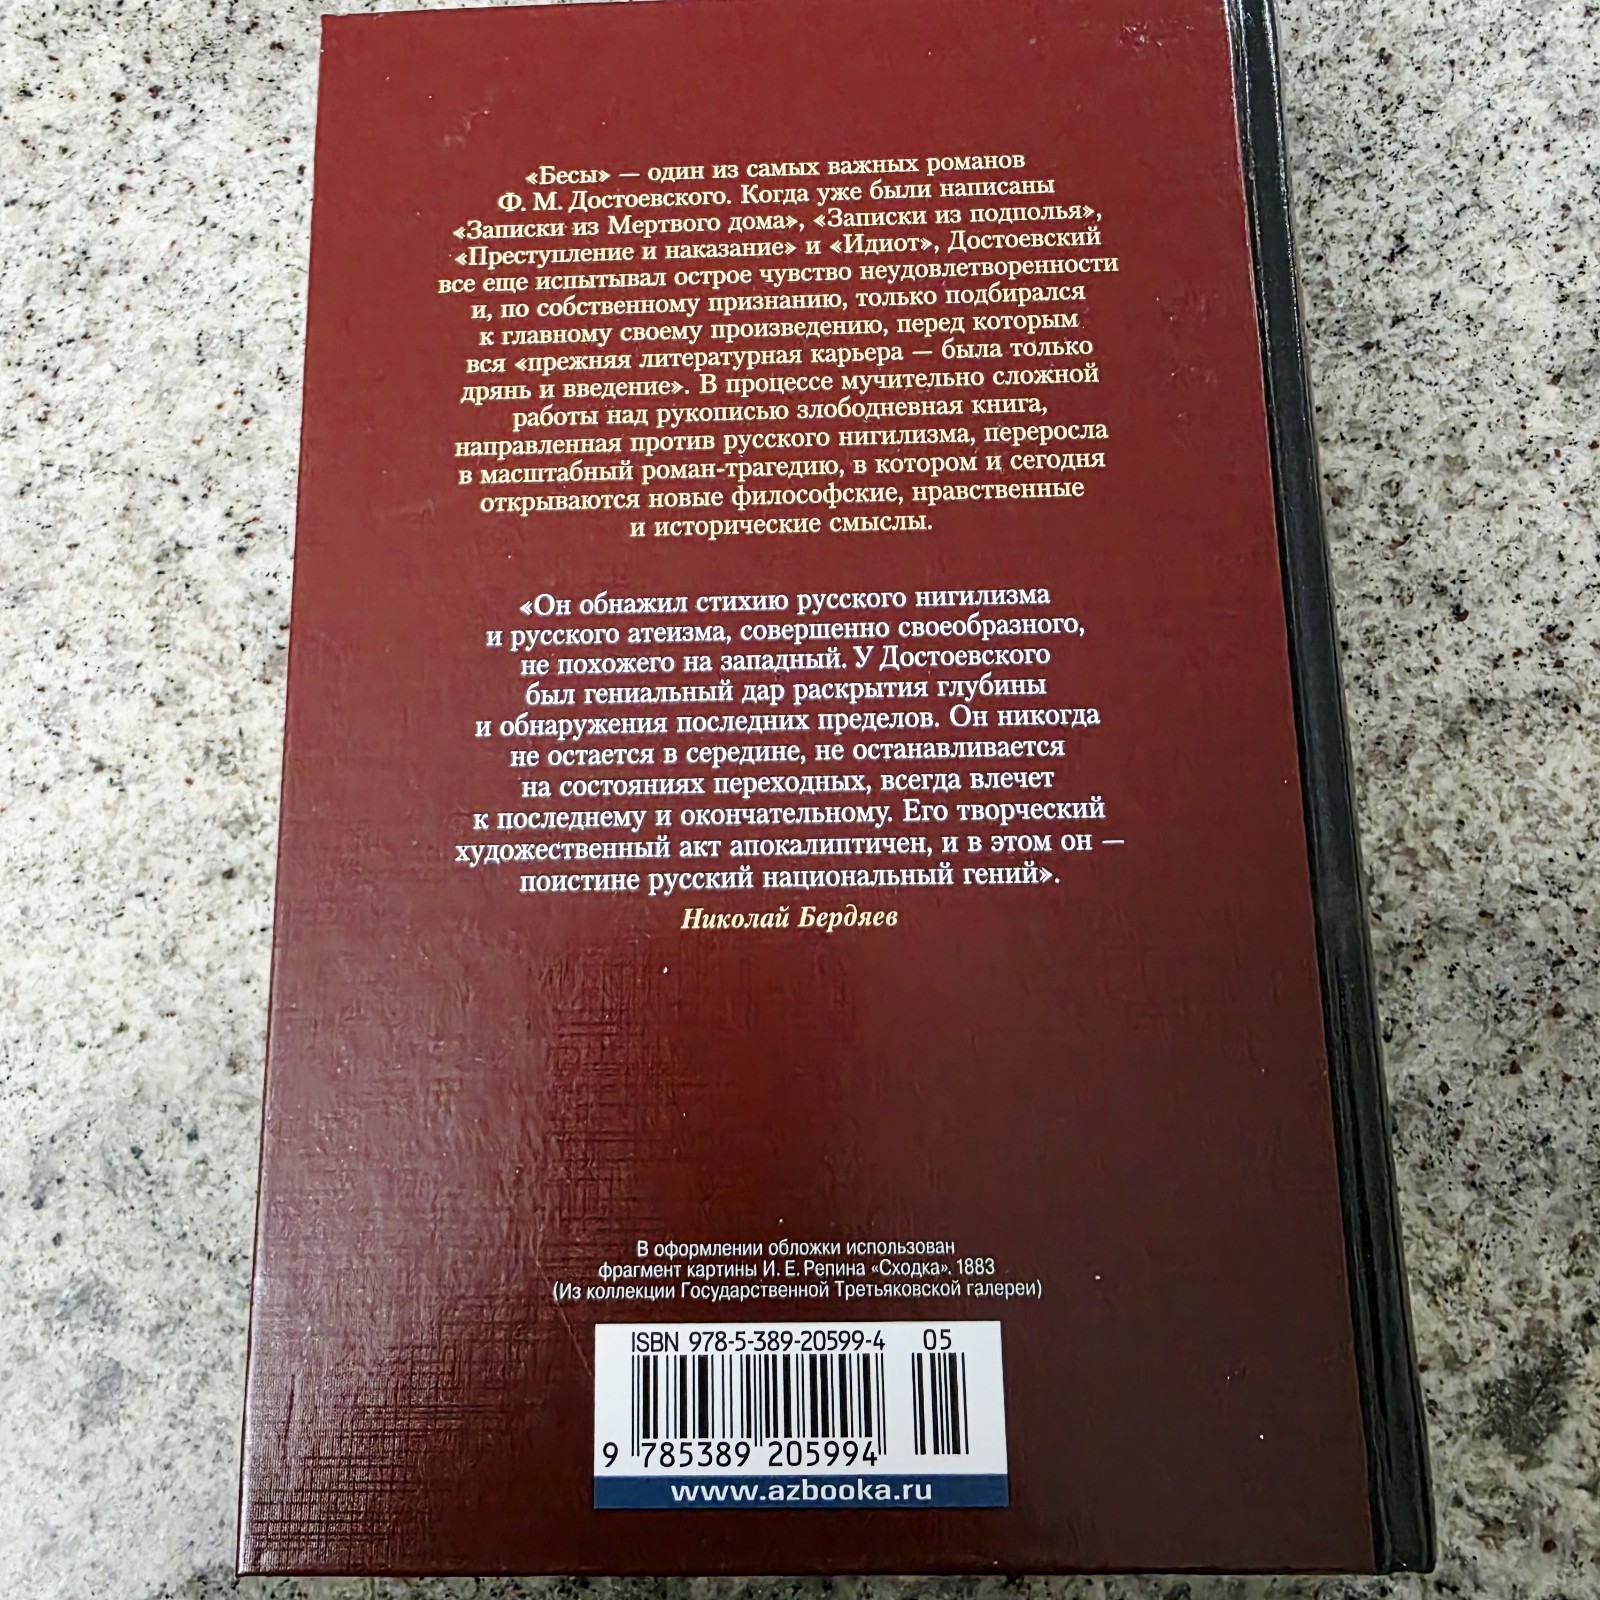 «Бесы» — один из самых важных романов
Ф. М. Достоевского. Когда уже были написаны
«Записки из Мертвого дома», «Записки из подполья»,
«Преступление и наказание» и «Идиот», Достоевский
все еще испытывал острое чувство неудовлетворенности
и, по собственному признанию, только подбирался
к главному своему произведению, перед которым
вся «прежняя литературная карьера — была только
дрянь и введение». В процессе мучительно сложной
работы над рукописью злободневная книга,
направленная против русского нигилизма, переросла
в масштабный роман-трагедию, в котором и сегодня
открываются новые философские, нравственные
и исторические смыслы.
«Он обнажил стихию русского нигилизма
и русского атеизма, совершенно своеобразного,
не похожего на западный. У Достоевского
был гениальный дар раскрытия глубины
и обнаружения последних пределов. Он никогда
не остается в середине, не останавливается
на состояниях переходных, всегда влечет
к последнему и окончательному. Его творческий
художественный акт апокалиптичен, и в этом он —
поистине русский национальный гений».
Николай Бердяев
В оформлении обложки использован
фрагмент картины И. Е. Репина «Сходка». 1883
(Из коллекции Государственной Третьяковской галереи)
ISBN 978-5-389-20599-4 05
9 785389 205994
www.azbooka.ru